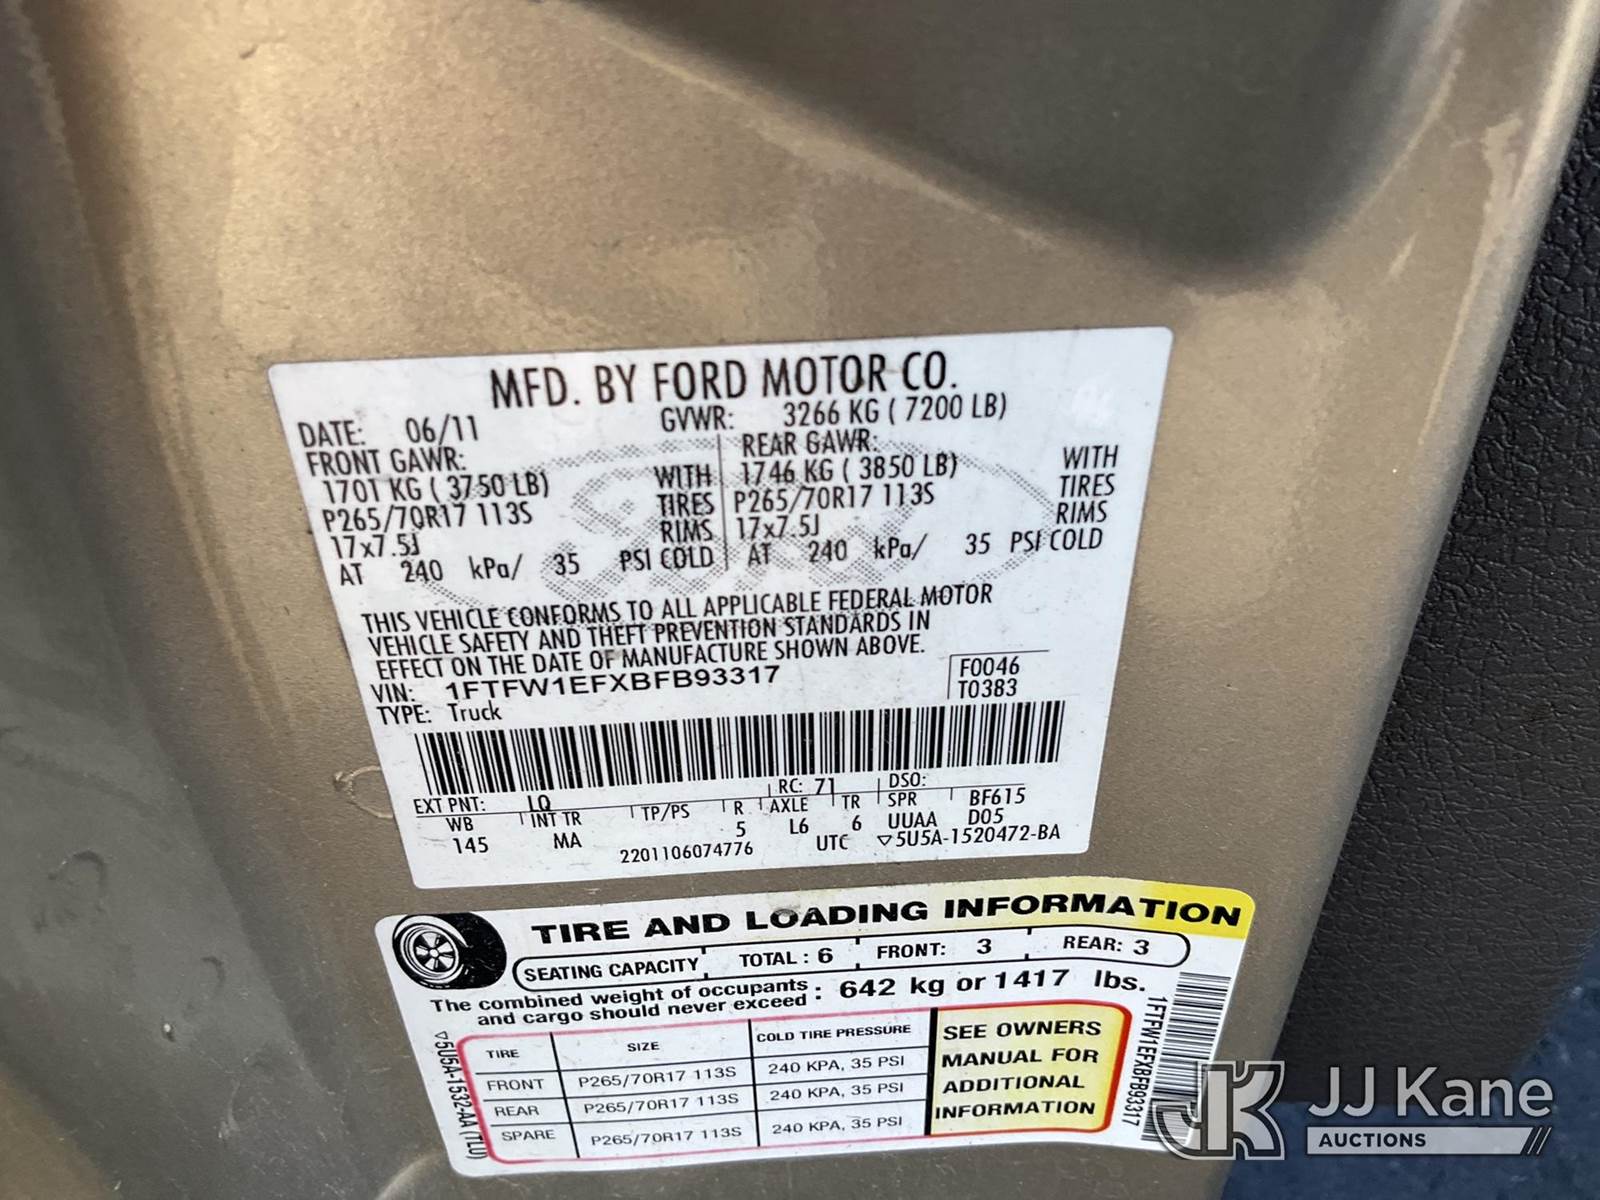 MFD. BY FORD MOTOR CO.
DATE: 06/11 GVWR: 3266 KG ( 7200 LB)
FRONT GAWR: REAR GAWR:
1701 KG ( 3750 LB) WITH 1746 KG ( 3850 LB) WITH
P265/70R17 113S TIRES P265/70R17 113S TIRES
17x7.5J RIMS 17x7.5J RIMS
AT 240 kPa/ 35 PSI COLD AT 240 kPa/ 35 PSI COLD
THIS VEHICLE CONFORMS TO ALL APPLICABLE FEDERAL MOTOR
VEHICLE SAFETY AND THEFT PREVENTION STANDARDS IN
EFFECT ON THE DATE OF MANUFACTURE SHOWN ABOVE.
VIN: 1FTFW1EFXBFB93317 F0046
TYPE: Truck T0383
EXT PNT: LQ RC: 71 DSO:
WB INT TR TP/PS R AXLE TR SPR BF615
145 MA 5 L6 6 UUAA D05
2201106074776 UTC ▽5U5A-1520472-BA
TIRE AND LOADING INFORMATION
SEATING CAPACITY TOTAL : 6 FRONT: 3 REAR: 3
The combined weight of occupants
and cargo should never exceed : 642 kg or 1417 lbs.
TIRE SIZE COLD TIRE PRESSURE
FRONT P265/70R17 113S 240 KPA, 35 PSI
REAR P265/70R17 113S 240 KPA, 35 PSI
SPARE P265/70R17 113S 240 KPA, 35 PSI
SEE OWNERS
MANUAL FOR
ADDITIONAL
INFORMATION
▽5U5A-1532-AA (TLU)
1FTFW1EFXBFB93317
JJ Kane
AUCTIONS